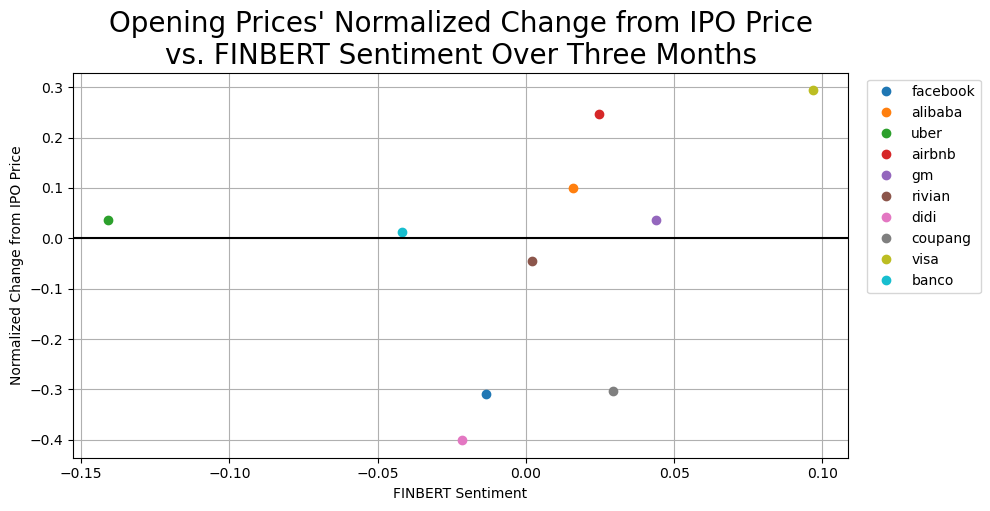 Opening Prices' Normalized Change from IPO Price
vs. FINBERT Sentiment Over Three Months
Normalized Change from IPO Price
0.3
0.2
0.1
0.0
−0.1
−0.2
−0.3
−0.4
−0.15
−0.10
−0.05
0.00
0.05
0.10
FINBERT Sentiment
facebook
alibaba
uber
airbnb
gm
rivian
didi
coupang
visa
banco